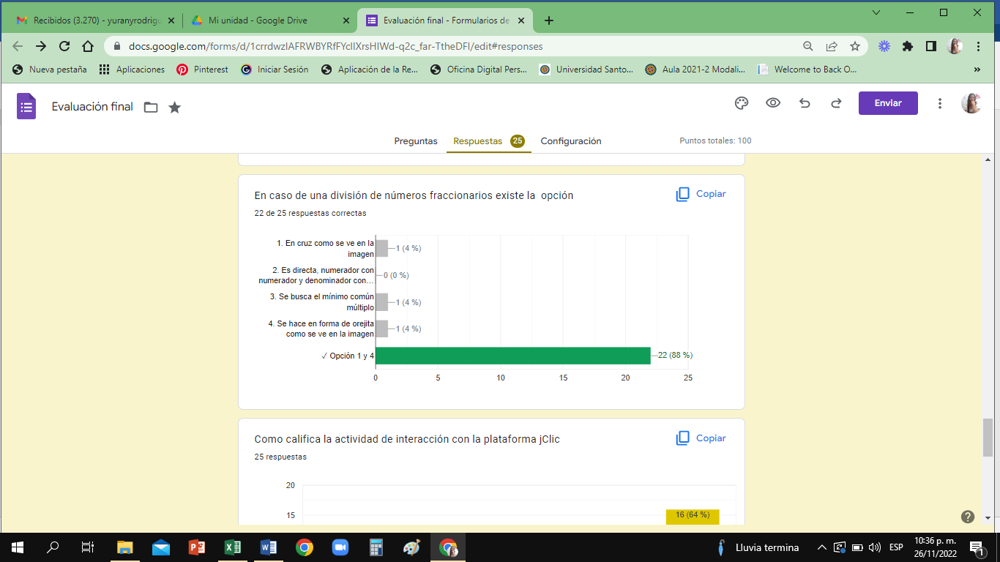 Recibidos (3.270) - yuranyrodrigu
Mi unidad - Google Drive
Evaluación final - Formularios de
docs.google.com/forms/d/1crrdwzlAFRWBYRfFYcIlXrsHIWd-q2c_far-TtheDFI/edit#responses
Nueva pestaña
Aplicaciones
Pinterest
Iniciar Sesión
Aplicación de la Re...
Oficina Digital Pers...
Universidad Santo...
Aula 2021-2 Modali...
Welcome to Back O...
»
Evaluación final
Enviar
Preguntas
Respuestas 25
Configuración
Puntos totales: 100
En caso de una división de números fraccionarios existe la opción
Copiar
22 de 25 respuestas correctas
1. En cruz como se ve en la
imagen
1 (4 %)
2. Es directa, numerador con
numerador y denominador con…
0 (0 %)
3. Se busca el mínimo común
múltiplo
1 (4 %)
4. Se hace en forma de orejita
como se ve en la imagen
1 (4 %)
✓ Opción 1 y 4
22 (88 %)
0 5 10 15 20 25
Como califica la actividad de interacción con la plataforma jClic
Copiar
25 respuestas
20
15
16 (64 %)
Lluvia termina
ESP
10:36 p. m.
26/11/2022
1